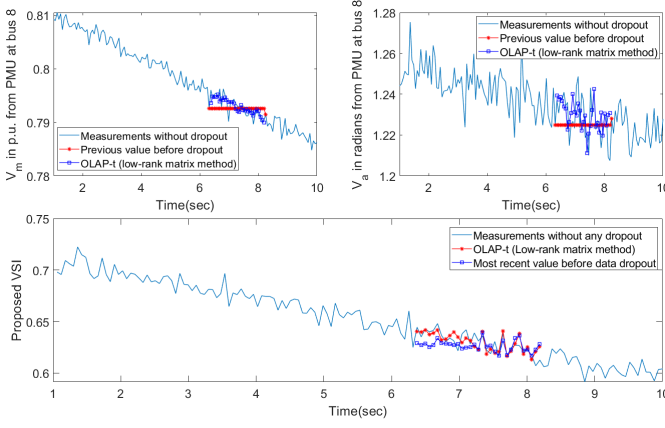 V_m in p.u. from PMU at bus 8
0.81
0.8
0.79
0.78
Measurements without dropout
Previous value before dropout
OLAP-t (low-rank matrix method)
2 4 6 8 10
Time(sec)
V_a in radians from PMU at bus 8
1.28
1.26
1.24
1.22
1.2
Measurements without dropout
Previous value before dropout
OLAP-t (low-rank matrix method)
2 4 6 8 10
Time(sec)
Proposed VSI
0.75
0.7
0.65
0.6
Measurements without any dropout
OLAP-t (Low-rank matrix method)
Most recent value before data dropout
1 2 3 4 5 6 7 8 9 10
Time(sec)